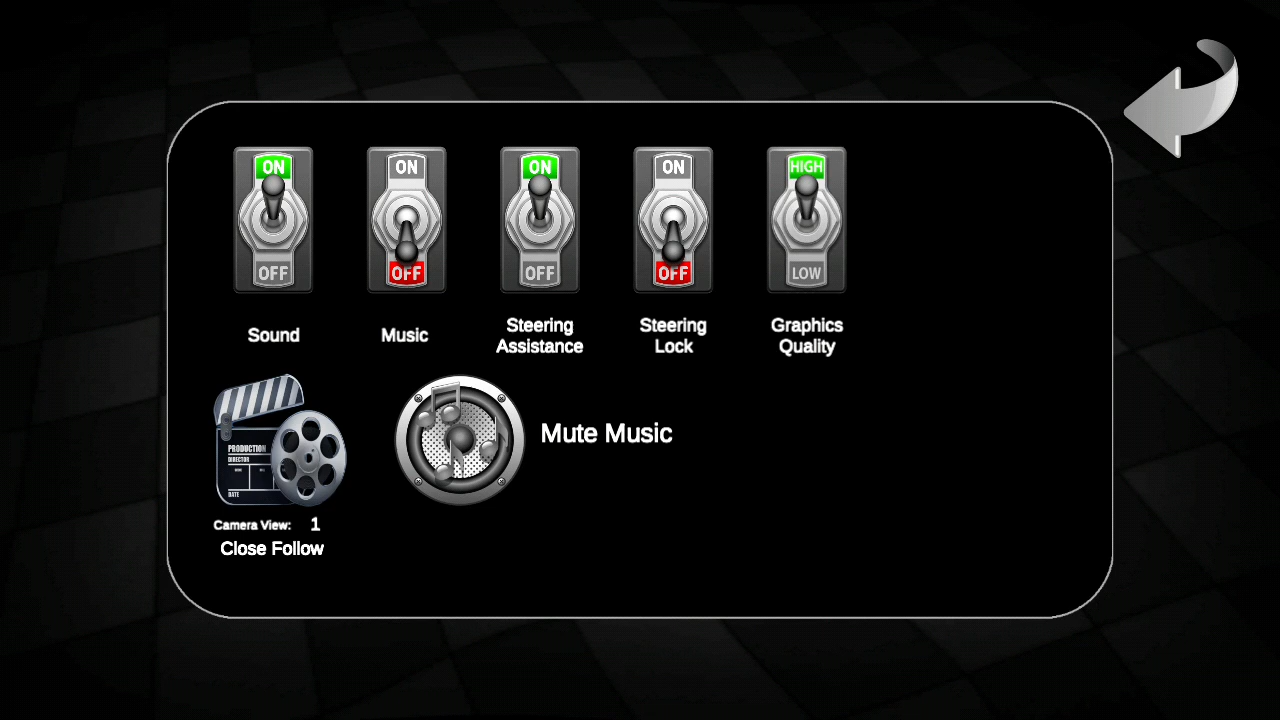 ON ON ON ON HIGH
OFF OFF OFF OFF LOW
Sound Music Steering Assistance Steering Lock Graphics Quality
PRODUCTION
DIRECTOR
DATE
Mute Music
Camera View: 1
Close Follow